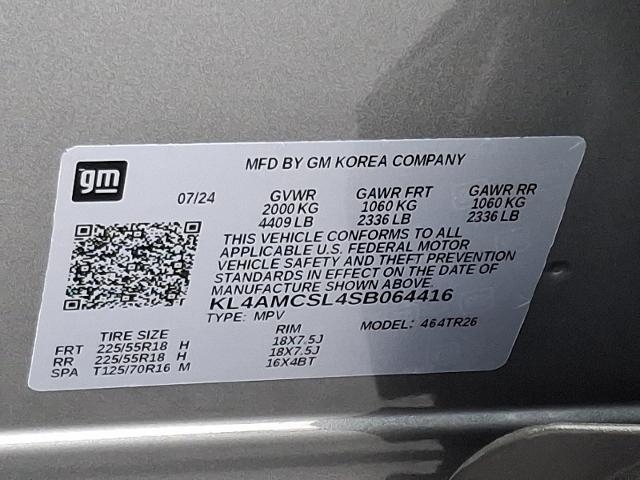 MFD BY GM KOREA COMPANY
gm
07/24 GVWR GAWR FRT GAWR RR
2000 KG 1060 KG 1060 KG
4409 LB 2336 LB 2336 LB
THIS VEHICLE CONFORMS TO ALL
APPLICABLE U.S. FEDERAL MOTOR
VEHICLE SAFETY AND THEFT PREVENTION
STANDARDS IN EFFECT ON THE DATE OF
MANUFACTURE SHOWN ABOVE.
KL4AMCSL4SB064416
TYPE: MPV MODEL: 464TR26
TIRE SIZE RIM
FRT 225/55R18 H 18X7.5J
RR 225/55R18 H 18X7.5J
SPA T125/70R16 M 16X4BT